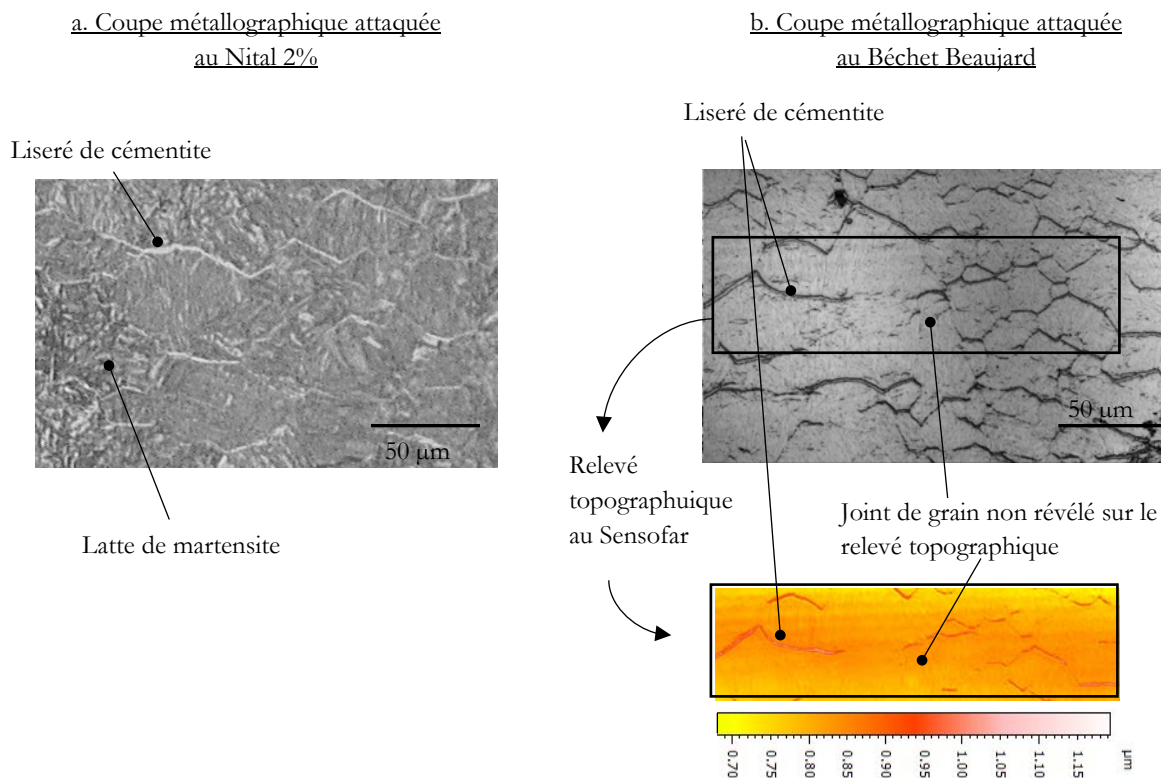 a. Coupe métallographique attaquée
au Nital 2%
b. Coupe métallographique attaquée
au Béchet Beaujard
Liseré de cémentite
Liseré de cémentite
50 µm
50 µm
Latte de martensite
Relevé
topographuique
au Sensofar
Joint de grain non révélé sur le
relevé topographique
0.70
0.75
0.80
0.85
0.90
0.95
1.00
1.05
1.10
1.15
µm